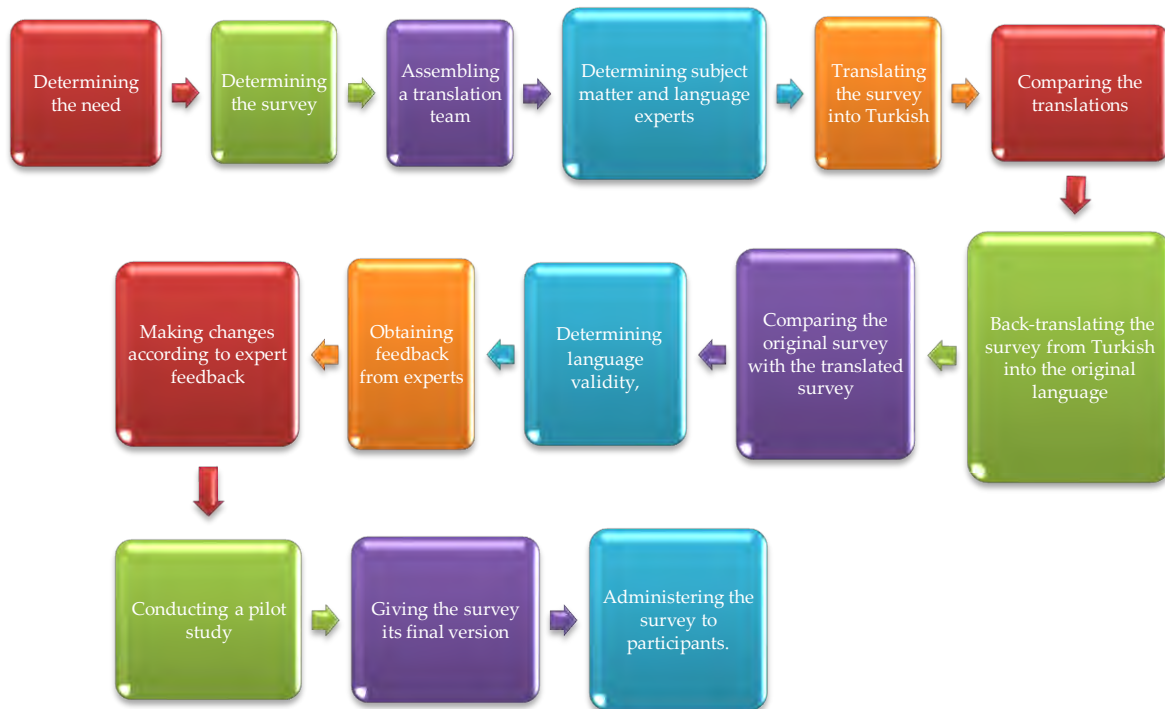 Determining
the need
Determining
the survey
Assembling
a translation
team
Determining subject
matter and language
experts
Translating
the survey
into Turkish
Comparing the
translations
Back-translating the
survey from Turkish
into the original
language
Comparing the
original survey
with the translated
survey
Determining
language
validity,
Obtaining
feedback
from experts
Making changes
according to expert
feedback
Conducting a pilot
study
Giving the survey
its final version
Administering the
survey to
participants.